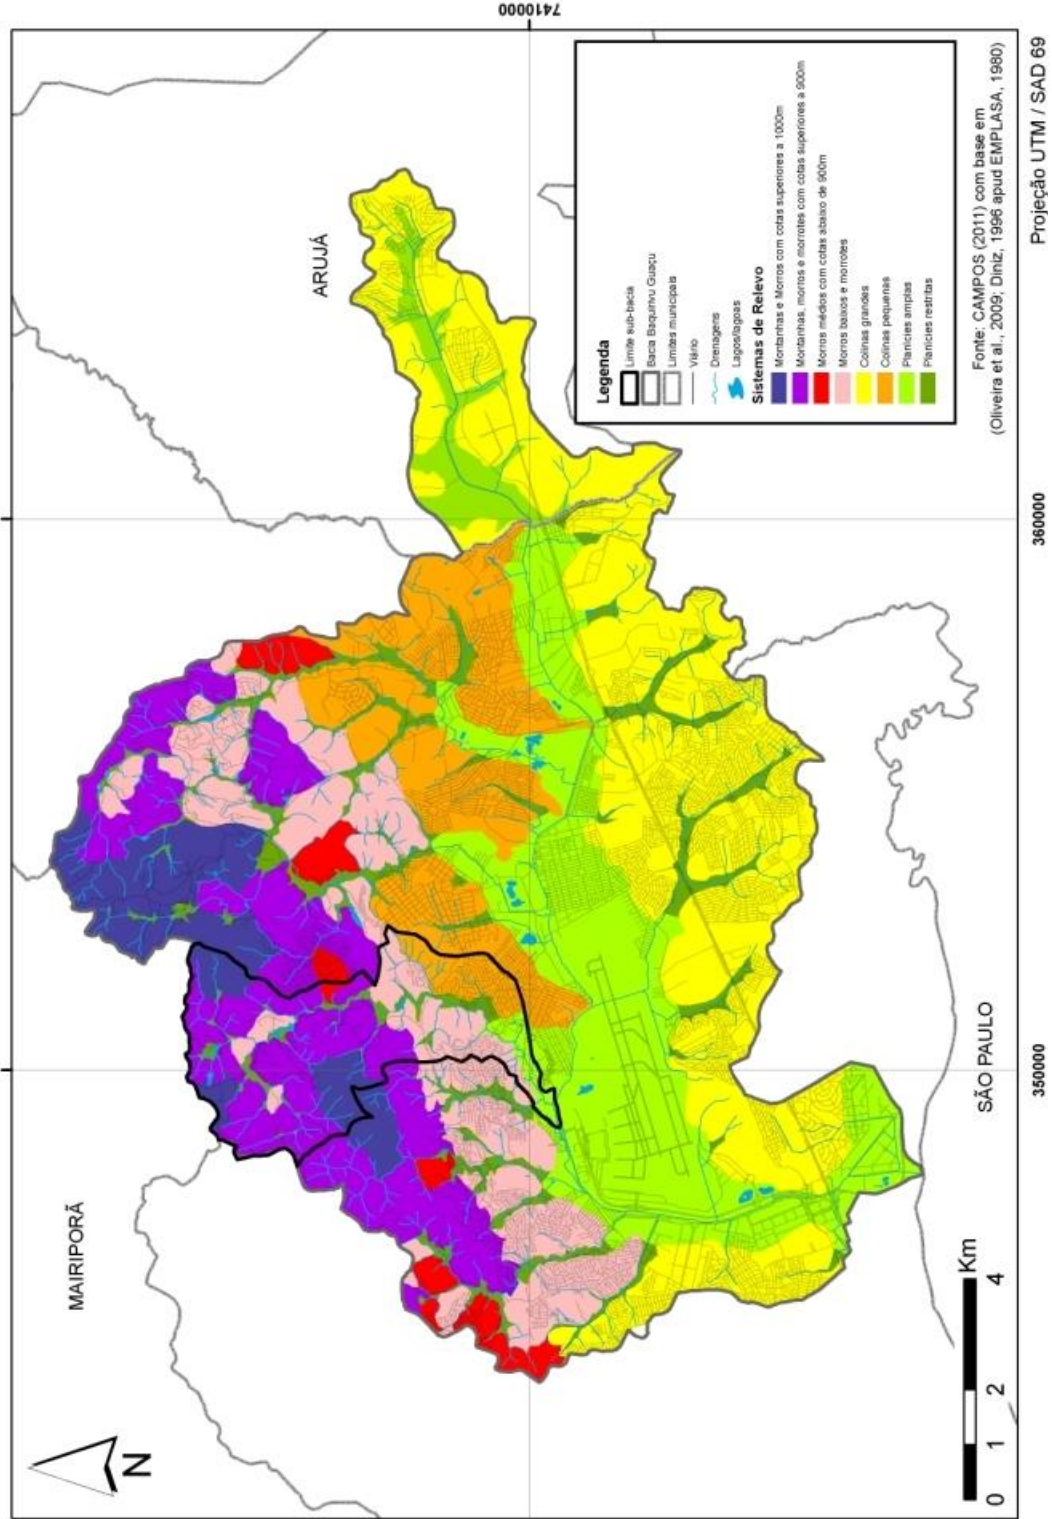 7410000
MAIRIPORÃ
ARUJÁ
SÃO PAULO
N
Legenda
Limite sub-bacia
Bacia Baquirivu Guaçu
Limites municipais
Viário
Drenagens
Lagos/lagoas
Sistemas de Relevo
Montanhas e Morros com cotas superiores a 1000m
Montanhas, morros e morrotes com cotas superiores a 900m
Morros médios com cotas abaixo de 900m
Morros baixos e morrotes
Colinas grandes
Colinas pequenas
Planícies amplas
Planícies restritas
0 1 2 4 Km
350000
360000
Fonte: CAMPOS (2011) com base em
(Oliveira et al., 2009; Diniz, 1996 apud EMPLASA, 1980)
Projeção UTM / SAD 69